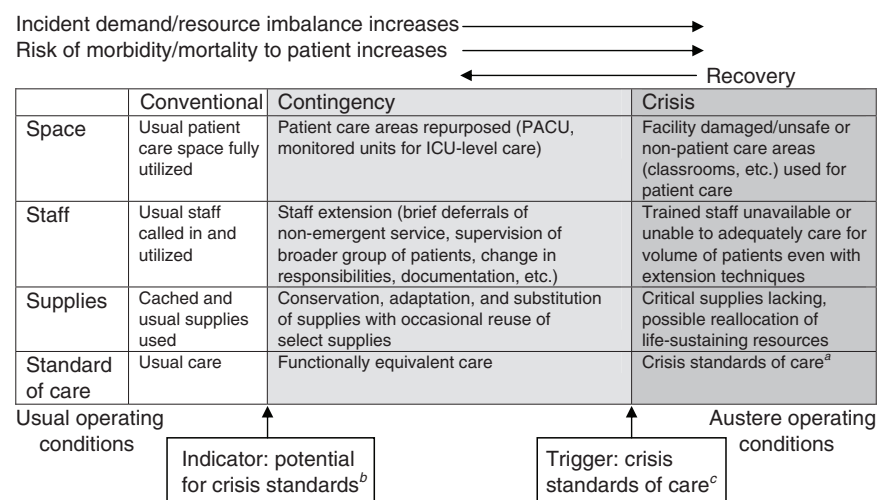 Incident demand/resource imbalance increases
Risk of morbidity/mortality to patient increases
Recovery
Conventional
Contingency
Crisis
Space
Usual patient
care space fully
utilized
Patient care areas repurposed (PACU,
monitored units for ICU-level care)
Facility damaged/unsafe or
non-patient care areas
(classrooms, etc.) used for
patient care
Staff
Usual staff
called in and
utilized
Staff extension (brief deferrals of
non-emergent service, supervision of
broader group of patients, change in
responsibilities, documentation, etc.)
Trained staff unavailable or
unable to adequately care for
volume of patients even with
extension techniques
Supplies
Cached and
usual supplies
used
Conservation, adaptation, and substitution
of supplies with occasional reuse of
select supplies
Critical supplies lacking,
possible reallocation of
life-sustaining resources
Standard
of care
Usual care
Functionally equivalent care
Crisis standards of care^a
Usual operating
conditions
Austere operating
conditions
Indicator: potential
for crisis standards^b
Trigger: crisis
standards of care^c